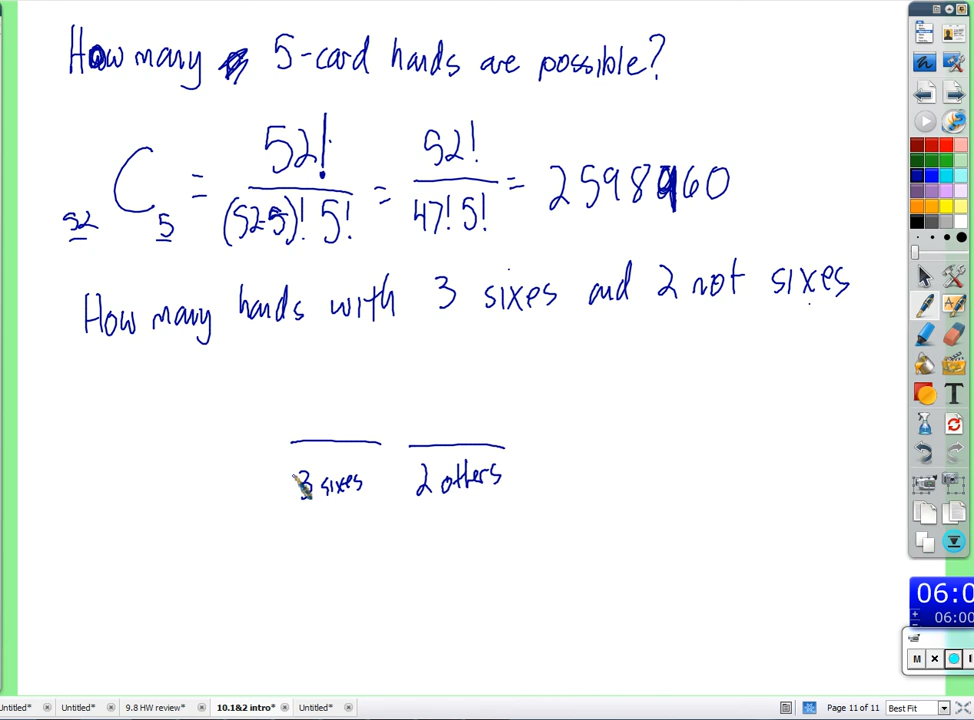 How many 5-card hands are possible?
52C5 = 52!/(52-5)! 5! = 52!/47! 5! = 2598960
How many hands with 3 sixes and 2 not sixes
3 sixes 2 others
06:0
06:00
M
Untitled* Untitled* 9.8 HW review* 10.1&2 intro* Untitled* Page 11 of 11 Best Fit